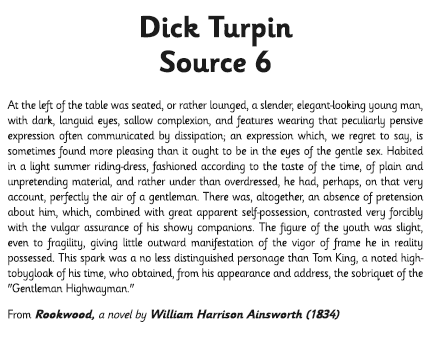 Dick Turpin
Source 6
At the left of the table was seated, or rather lounged, a slender, elegant-looking young man,
with dark, languid eyes, sallow complexion, and features wearing that peculiarly pensive
expression often communicated by dissipation; an expression which, we regret to say, is
sometimes found more pleasing than it ought to be in the eyes of the gentle sex. Habited
in a light summer riding-dress, fashioned according to the taste of the time, of plain and
unpretending material, and rather under than overdressed, he had, perhaps, on that very
account, perfectly the air of a gentleman. There was, altogether, an absence of pretension
about him, which, combined with great apparent self-possession, contrasted very forcibly
with the vulgar assurance of his showy companions. The figure of the youth was slight,
even to fragility, giving little outward manifestation of the vigor of frame he in reality
possessed. This spark was a no less distinguished personage than Tom King, a noted high-
tobygloak of his time, who obtained, from his appearance and address, the sobriquet of the
"Gentleman Highwayman."
From Rookwood, a novel by William Harrison Ainsworth (1834)